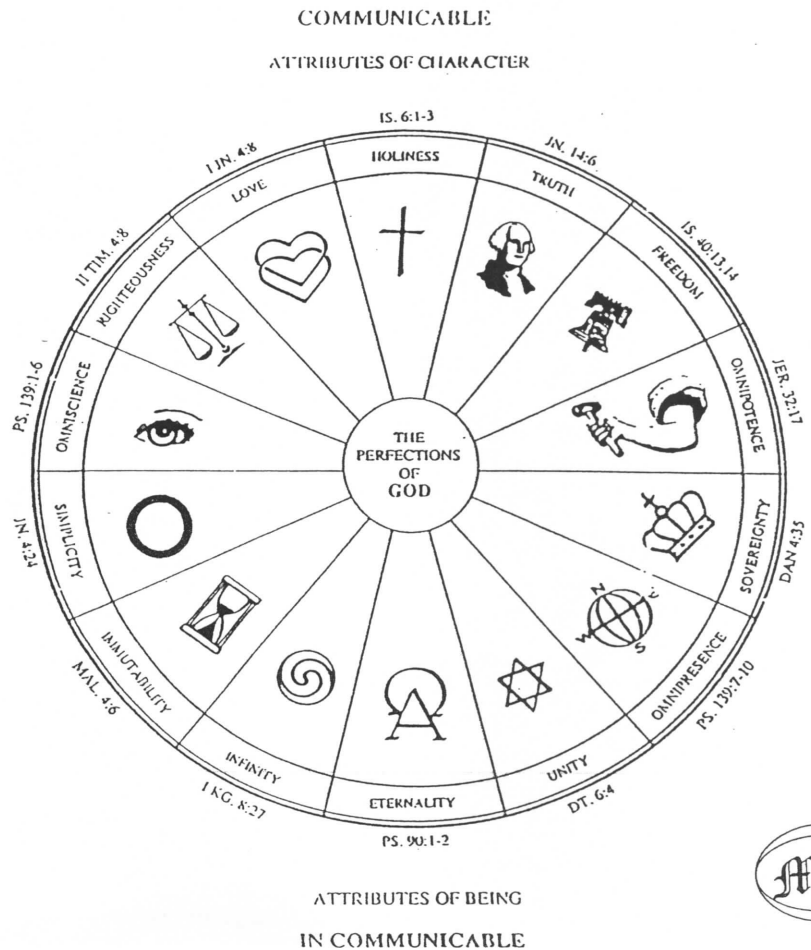 COMMUNICABLE
ATTRIBUTES OF CHARACTER
IS. 6:1-3
HOLINESS
JN. 14:6
TRUTH
IS. 40:13,14
FREEDOM
JER. 32:17
OMNIPOTENCE
DAN 4:35
SOVEREIGNTY
PS. 139:7-10
OMNIPRESENCE
N
E
S
W
DT. 6:4
UNITY
PS. 90:1-2
ETERNALITY
ΑΩ
I KG. 8:27
INFINITY
MAL. 4:6
IMMUTABILITY
JN. 4:24
SIMPLICITY
PS. 139:1-6
OMNISCIENCE
II TIM. 4:8
RIGHTEOUSNESS
I JN. 4:8
LOVE
THE
PERFECTIONS
OF
GOD
ATTRIBUTES OF BEING
IN COMMUNICABLE